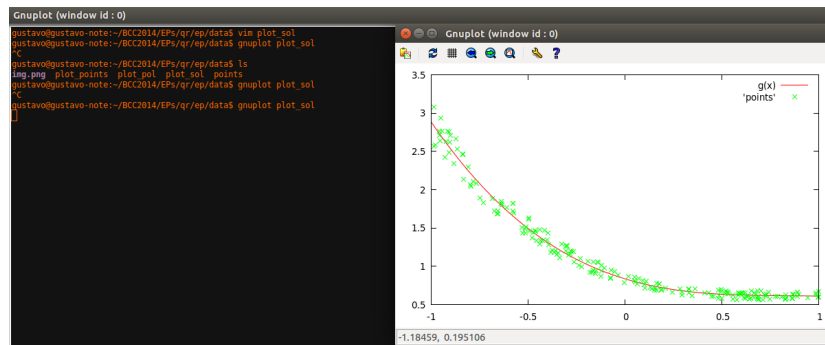 Gnuplot (window id : 0)
gustavo@gustavo-note:~/BCC2014/EPs/qr/ep/data$ vim plot_sol
gustavo@gustavo-note:~/BCC2014/EPs/qr/ep/data$ gnuplot plot_sol
^C
gustavo@gustavo-note:~/BCC2014/EPs/qr/ep/data$ ls
img.png plot_points plot_pol plot_sol points
gustavo@gustavo-note:~/BCC2014/EPs/qr/ep/data$ gnuplot plot_sol
^C
gustavo@gustavo-note:~/BCC2014/EPs/qr/ep/data$ gnuplot plot_sol
Gnuplot (window id : 0)
g(x)
'points'
3.5
3
2.5
2
1.5
1
0.5
-1 -0.5 0 0.5 1
-1.18459, 0.195106